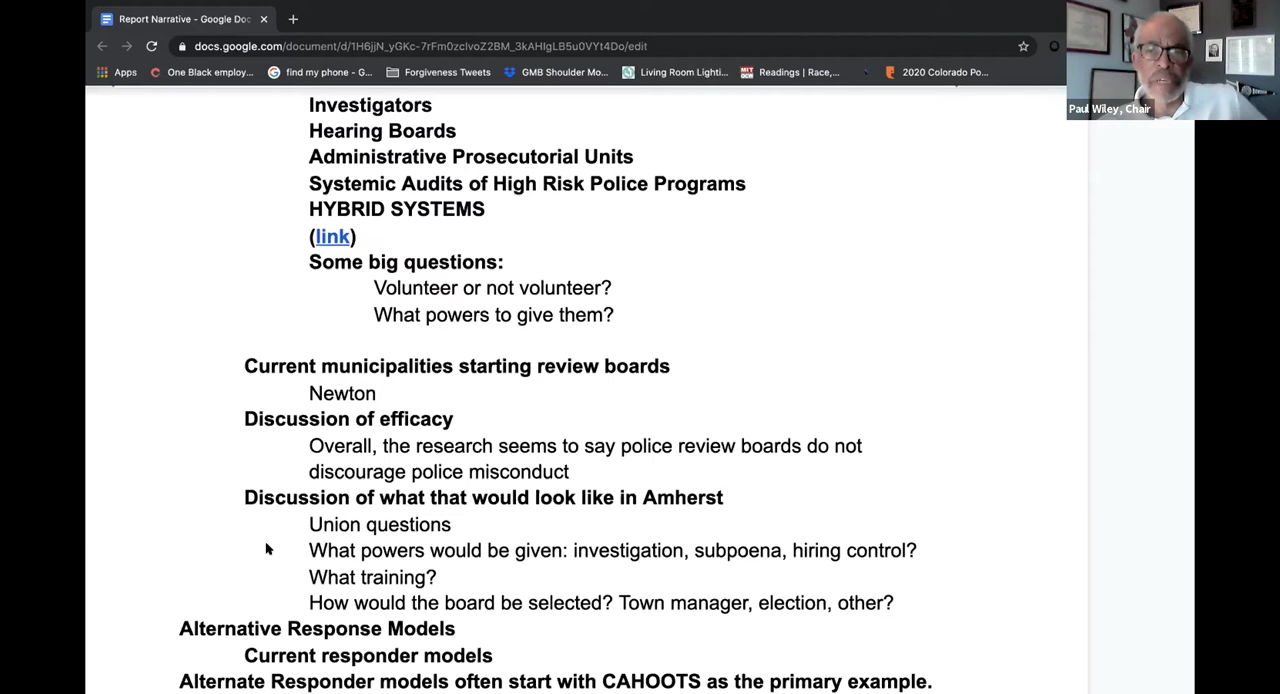 Report Narrative - Google Doc
docs.google.com/document/d/1H6jjN_yGKc-7rFm0zclvoZ2BM_3kAHIgLB5u0VYt4Do/edit
Apps
One Black employ...
find my phone - G...
Forgiveness Tweets
GMB Shoulder Mo...
Living Room Lighti...
MIT OCW
Readings | Race,...
2020 Colorado Po...
Paul Wiley, Chair
Investigators
Hearing Boards
Administrative Prosecutorial Units
Systemic Audits of High Risk Police Programs
HYBRID SYSTEMS
(link)
Some big questions:
Volunteer or not volunteer?
What powers to give them?
Current municipalities starting review boards
Newton
Discussion of efficacy
Overall, the research seems to say police review boards do not
discourage police misconduct
Discussion of what that would look like in Amherst
Union questions
What powers would be given: investigation, subpoena, hiring control?
What training?
How would the board be selected? Town manager, election, other?
Alternative Response Models
Current responder models
Alternate Responder models often start with CAHOOTS as the primary example.